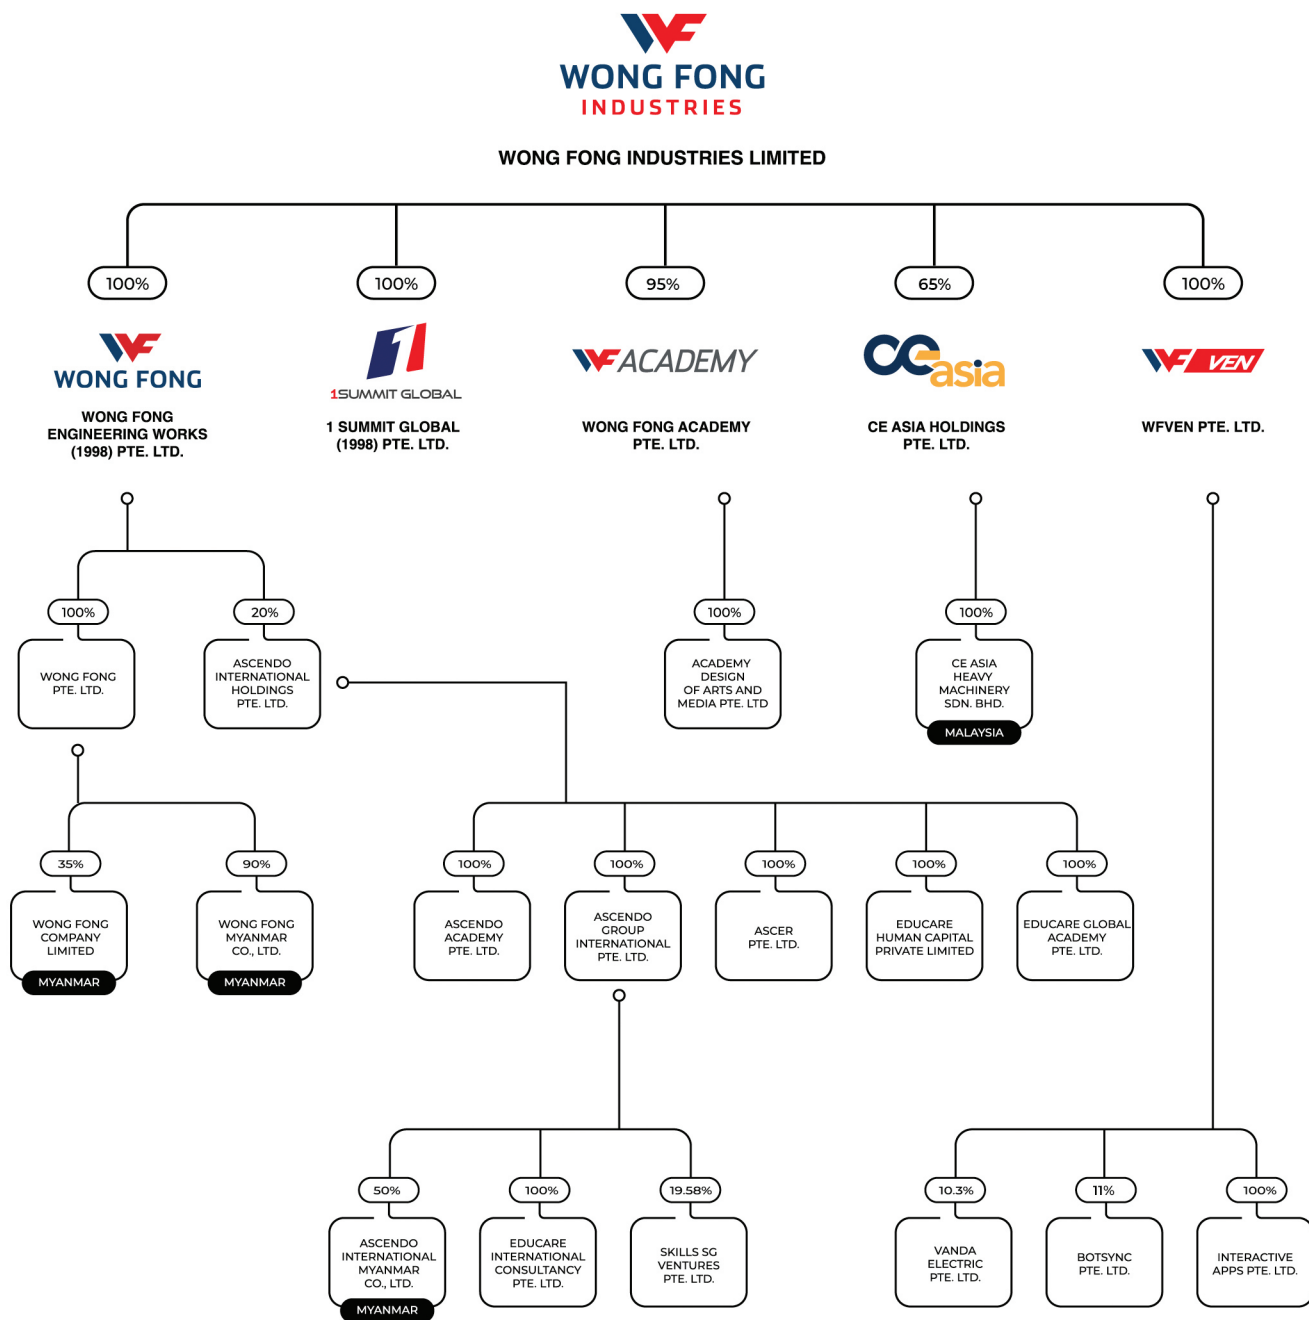 WONG FONG
INDUSTRIES
WONG FONG INDUSTRIES LIMITED
100%
100%
95%
65%
100%
WONG FONG
1SUMMIT GLOBAL
WF ACADEMY
ce asia
WF VEN
WONG FONG
ENGINEERING WORKS
(1998) PTE. LTD.
1 SUMMIT GLOBAL
(1998) PTE. LTD.
WONG FONG ACADEMY
PTE. LTD.
CE ASIA HOLDINGS
PTE. LTD.
WFVEN PTE. LTD.
100%
20%
100%
100%
WONG FONG
PTE. LTD.
ASCENDO
INTERNATIONAL
HOLDINGS
PTE. LTD.
ACADEMY
DESIGN
OF ARTS AND
MEDIA PTE. LTD
CE ASIA
HEAVY
MACHINERY
SDN. BHD.
MALAYSIA
35%
90%
100%
100%
100%
100%
100%
WONG FONG
COMPANY
LIMITED
MYANMAR
WONG FONG
MYANMAR
CO., LTD.
MYANMAR
ASCENDO
ACADEMY
PTE. LTD.
ASCENDO
GROUP
INTERNATIONAL
PTE. LTD.
ASCER
PTE. LTD.
EDUCARE
HUMAN CAPITAL
PRIVATE LIMITED
EDUCARE GLOBAL
ACADEMY
PTE. LTD.
50%
100%
19.58%
10.3%
11%
100%
ASCENDO
INTERNATIONAL
MYANMAR
CO., LTD.
MYANMAR
EDUCARE
INTERNATIONAL
CONSULTANCY
PTE. LTD.
SKILLS SG
VENTURES
PTE. LTD.
VANDA
ELECTRIC
PTE. LTD.
BOTSYNC
PTE. LTD.
INTERACTIVE
APPS PTE. LTD.